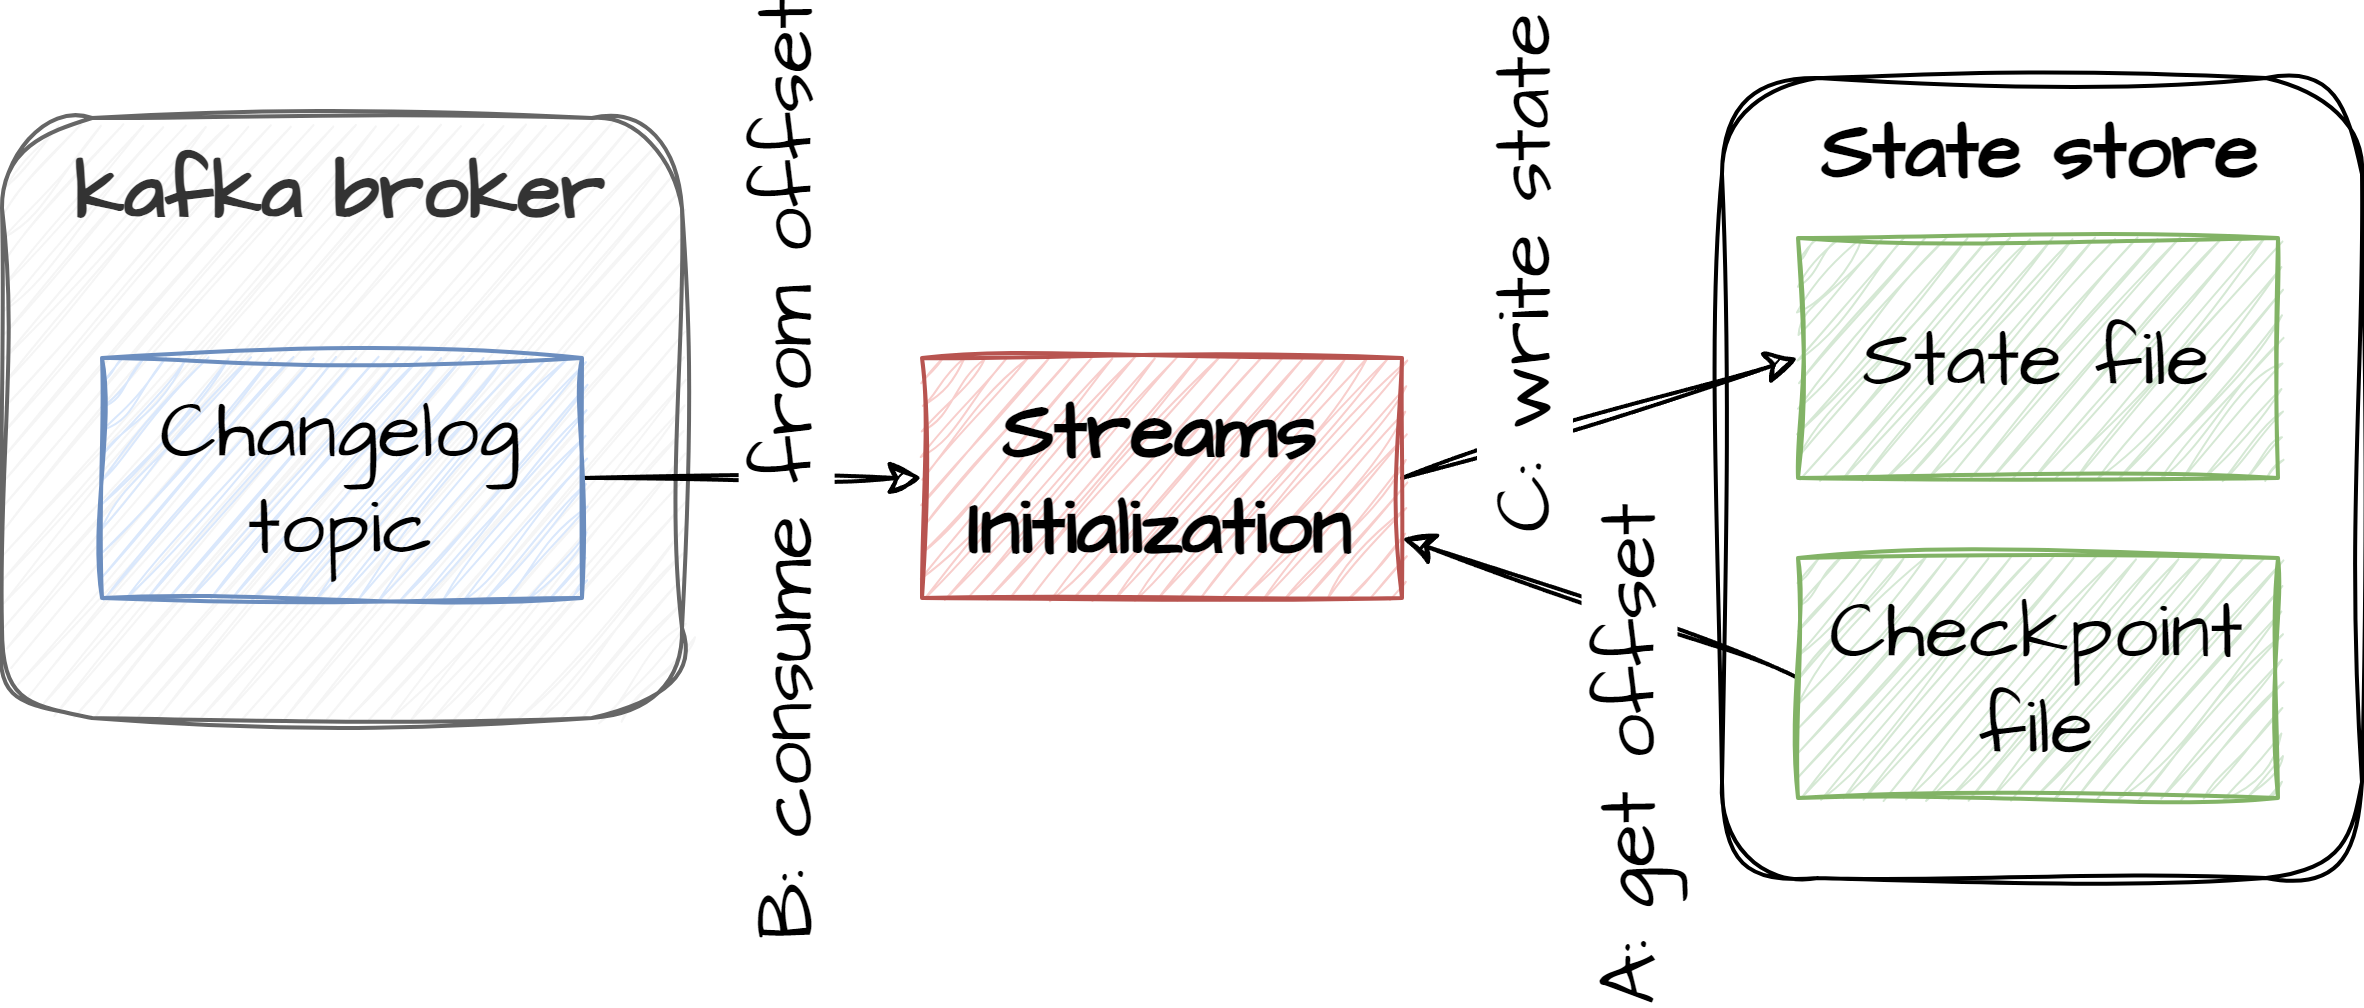 kafka broker
Changelog
topic
B: consume from offset
Streams
Initialization
C: write state
A: get offset
State store
State file
Checkpoint
file